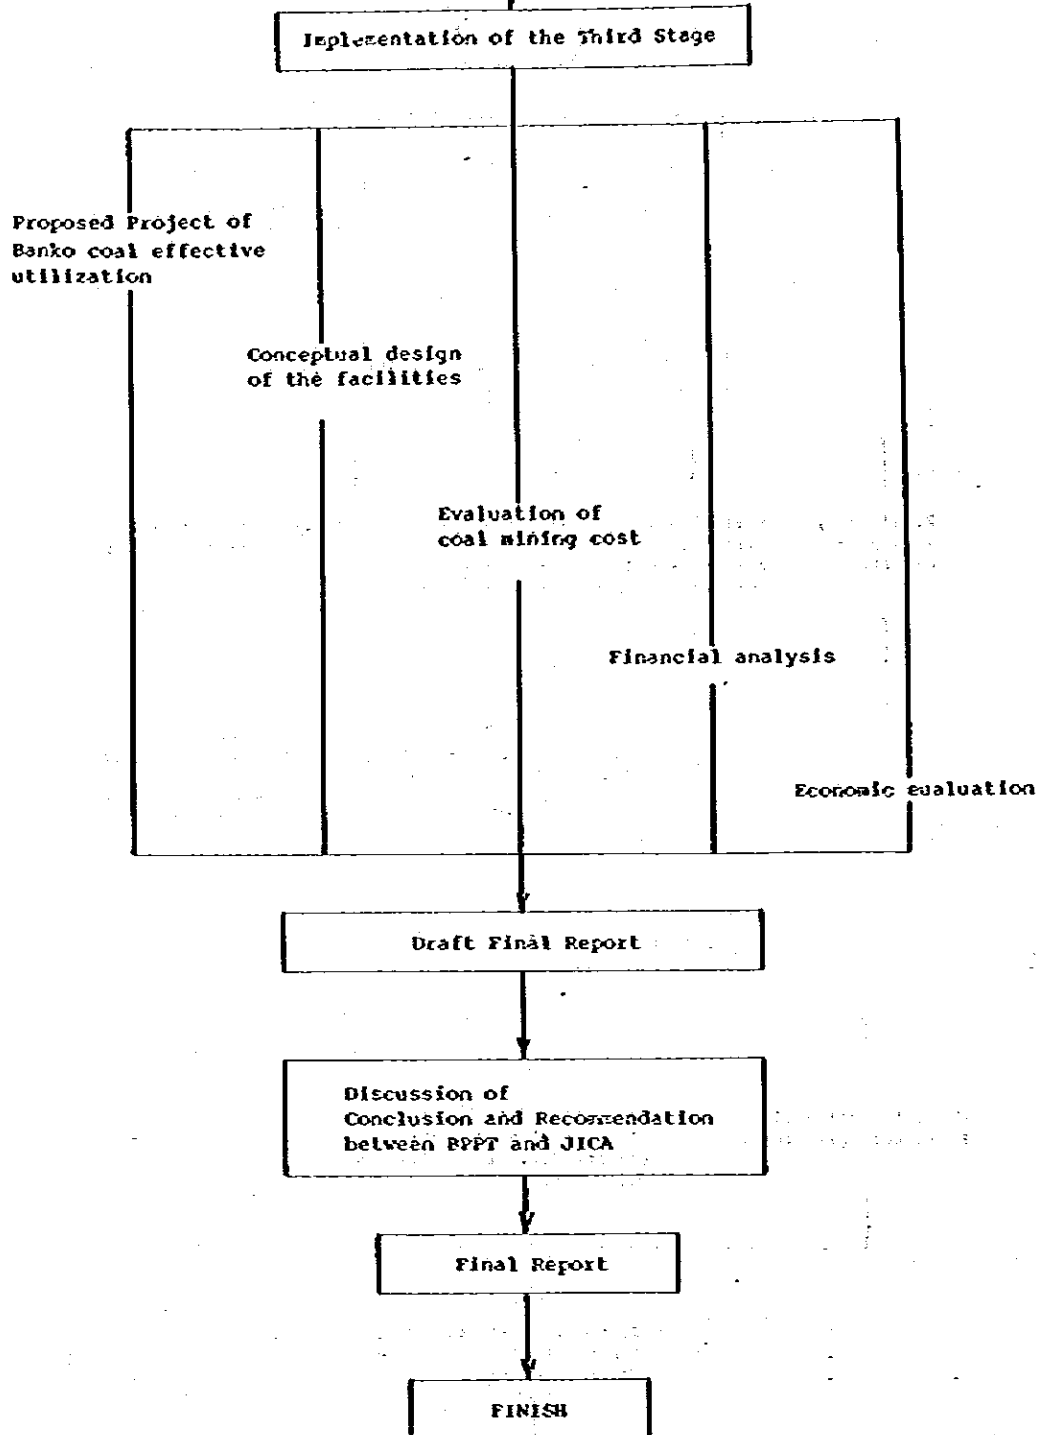 Implementation of the Third Stage
Proposed Project of
Banko coal effective
utilization
Conceptual design
of the facilities
Evaluation of
coal mining cost
Financial analysis
Economic evaluation
Draft Final Report
Discussion of
Conclusion and Recommendation
between BPPT and JICA
Final Report
FINISH